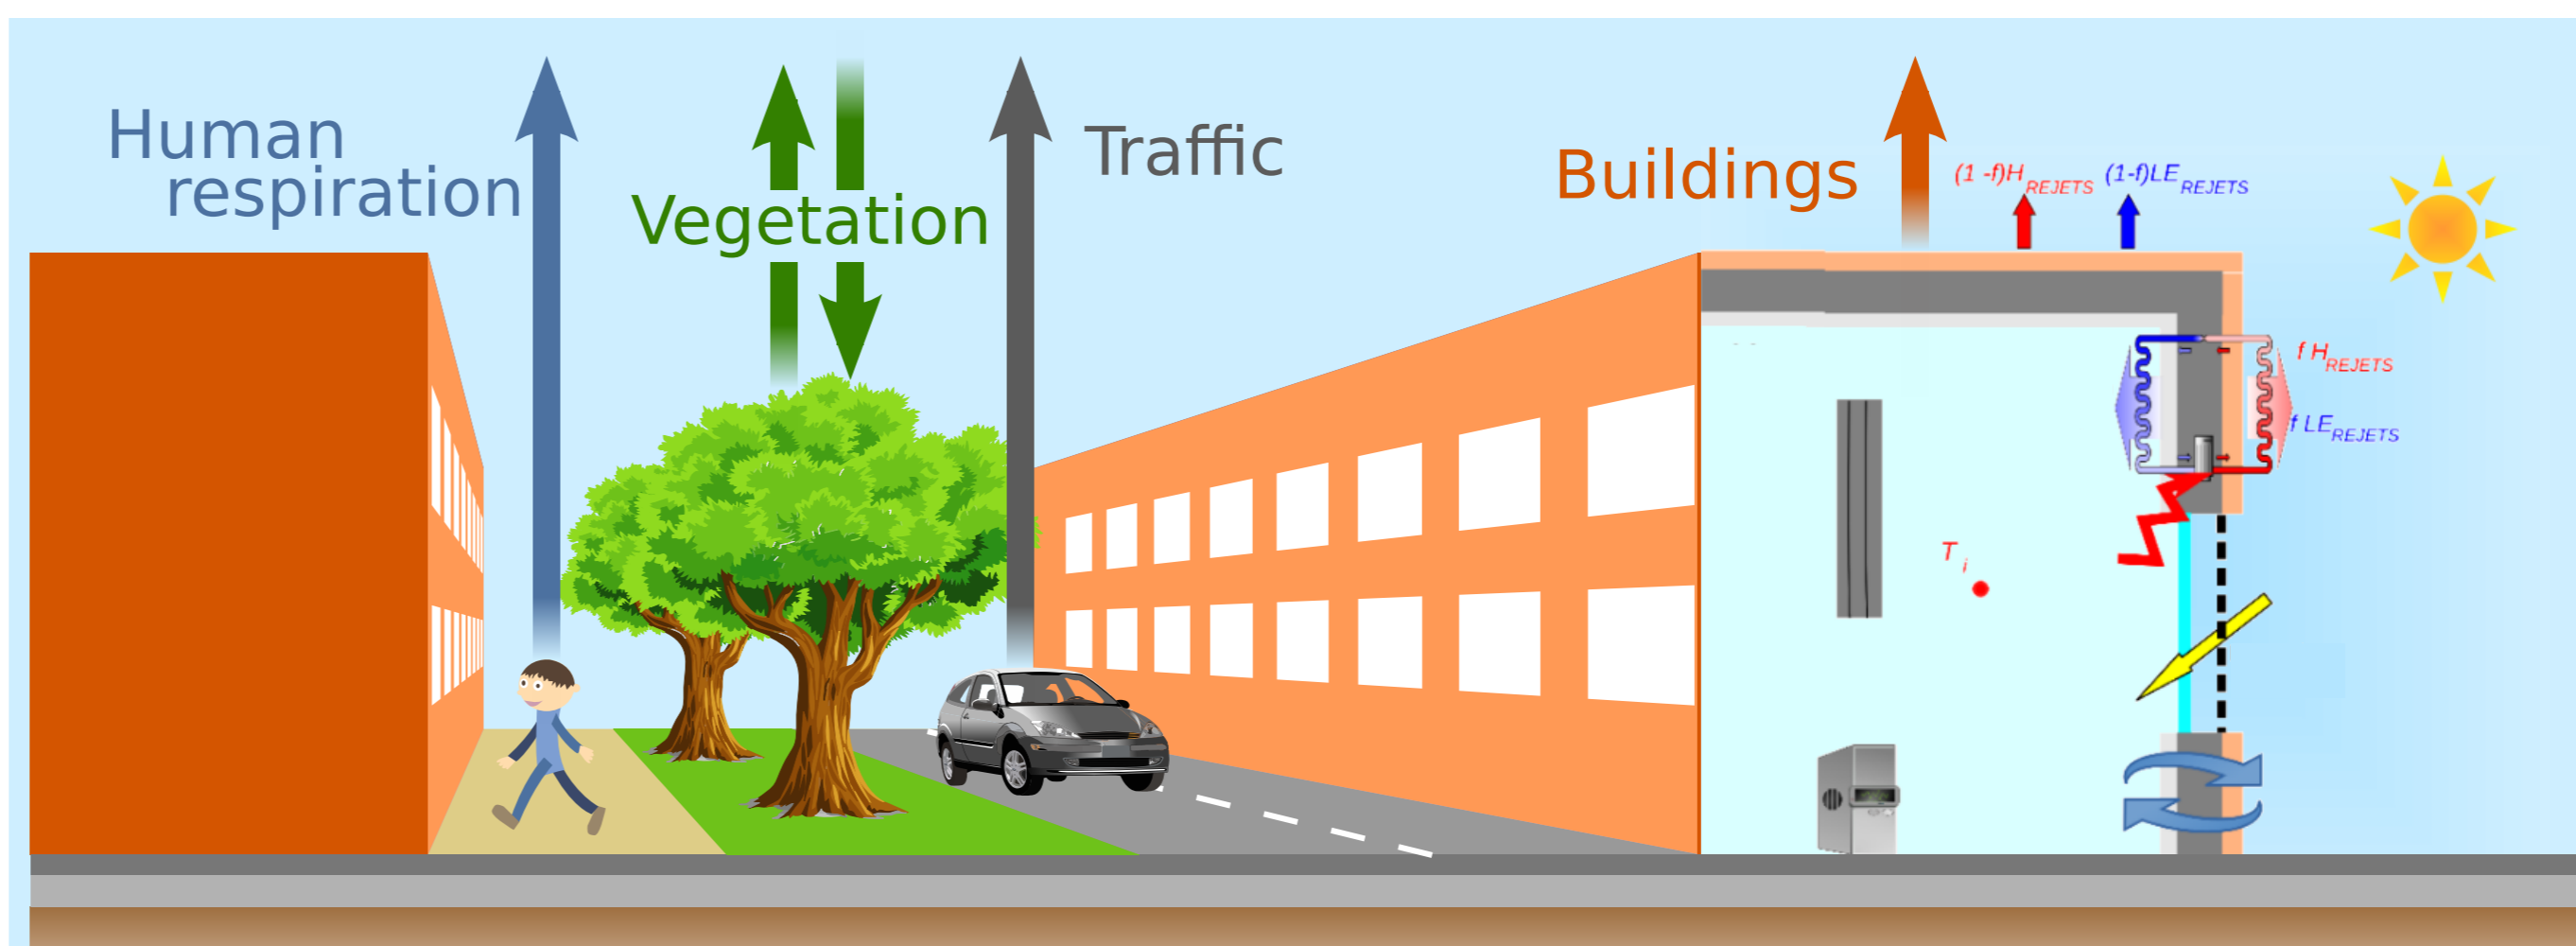 Human
respiration
Vegetation
Traffic
Buildings
(1 -f)H REJETS
(1-f)LE REJETS
f H REJETS
f LE REJETS
T i